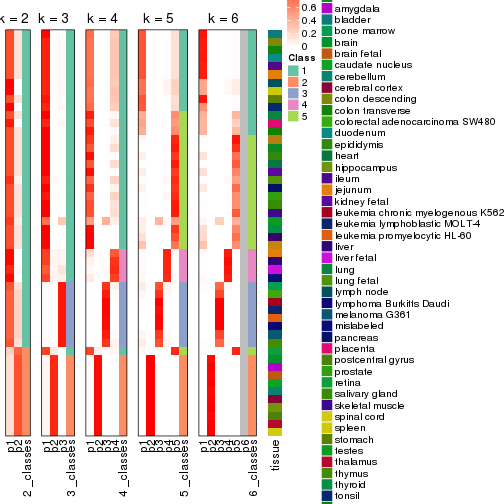 k = 2 k = 3 k = 4 k = 5 k = 6
0.6
0.4
0.2
0
Class
1
2
3
4
5
p1
p2
2_classes
p1
p2
p3
3_classes
p1
p2
p3
p4
4_classes
p1
p2
p3
p4
p5
5_classes
p1
p2
p3
p4
p5
p6
6_classes
tissue
amygdala
bladder
bone marrow
brain
brain fetal
caudate nucleus
cerebellum
cerebral cortex
colon descending
colon transverse
colorectal adenocarcinoma SW480
duodenum
epididymis
heart
hippocampus
ileum
jejunum
kidney fetal
leukemia chronic myelogenous K562
leukemia lymphoblastic MOLT-4
leukemia promyelocytic HL-60
liver
liver fetal
lung
lung fetal
lymph node
lymphoma Burkitts Daudi
melanoma G361
mislabeled
pancreas
placenta
postcentral gyrus
prostate
retina
salivary gland
skeletal muscle
spinal cord
spleen
stomach
testes
thalamus
thymus
thyroid
tonsil